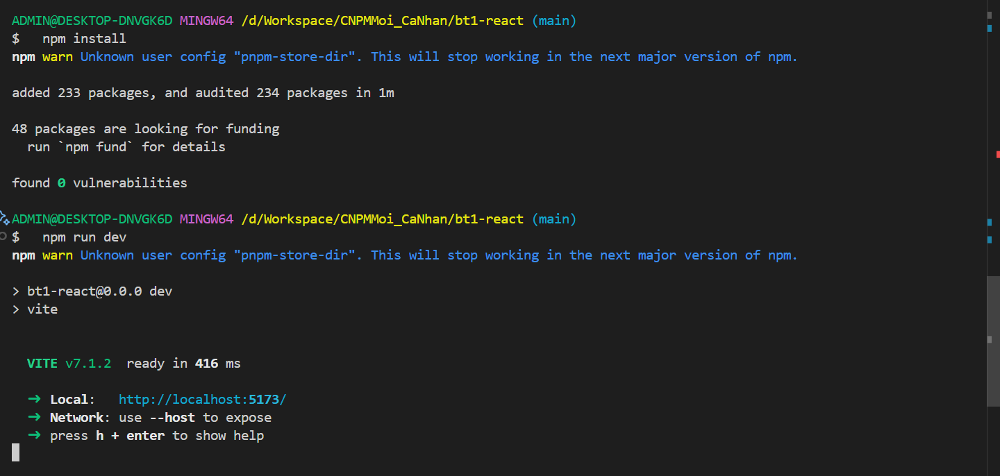 ADMIN@DESKTOP-DNVGK6D MINGW64 /d/Workspace/CNPMMoi_CaNhan/bt1-react (main)
$   npm install
npm warn Unknown user config "pnpm-store-dir". This will stop working in the next major version of npm.
added 233 packages, and audited 234 packages in 1m
48 packages are looking for funding
  run `npm fund` for details
found 0 vulnerabilities
ADMIN@DESKTOP-DNVGK6D MINGW64 /d/Workspace/CNPMMoi_CaNhan/bt1-react (main)
$   npm run dev
npm warn Unknown user config "pnpm-store-dir". This will stop working in the next major version of npm.
> bt1-react@0.0.0 dev
> vite
  VITE v7.1.2  ready in 416 ms
  ➜ Local:   http://localhost:5173/
  ➜ Network: use --host to expose
  ➜ press h + enter to show help